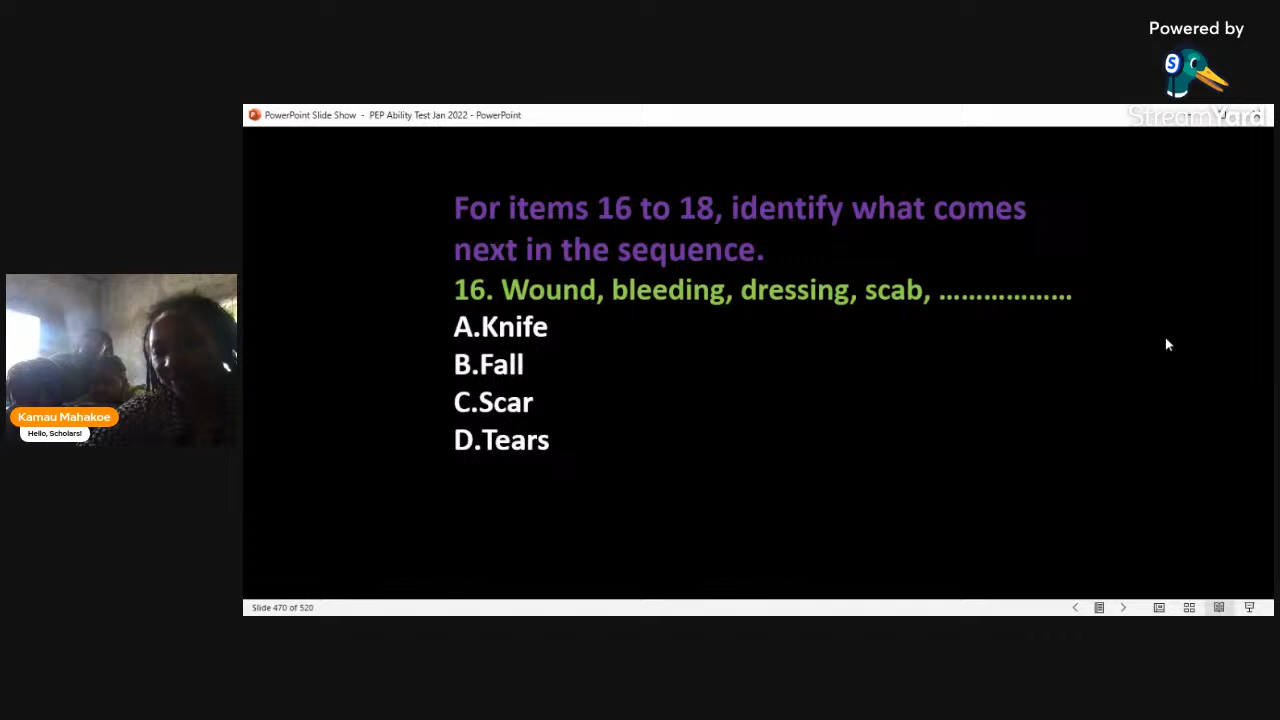 Powered by
StreamYard
PowerPoint Slide Show - PEP Ability Test Jan 2022 - PowerPoint
For items 16 to 18, identify what comes
next in the sequence.
16. Wound, bleeding, dressing, scab, ………………
A.Knife
B.Fall
C.Scar
D.Tears
Kamau Mahakoe
Hello, Scholars!
Slide 470 of 520